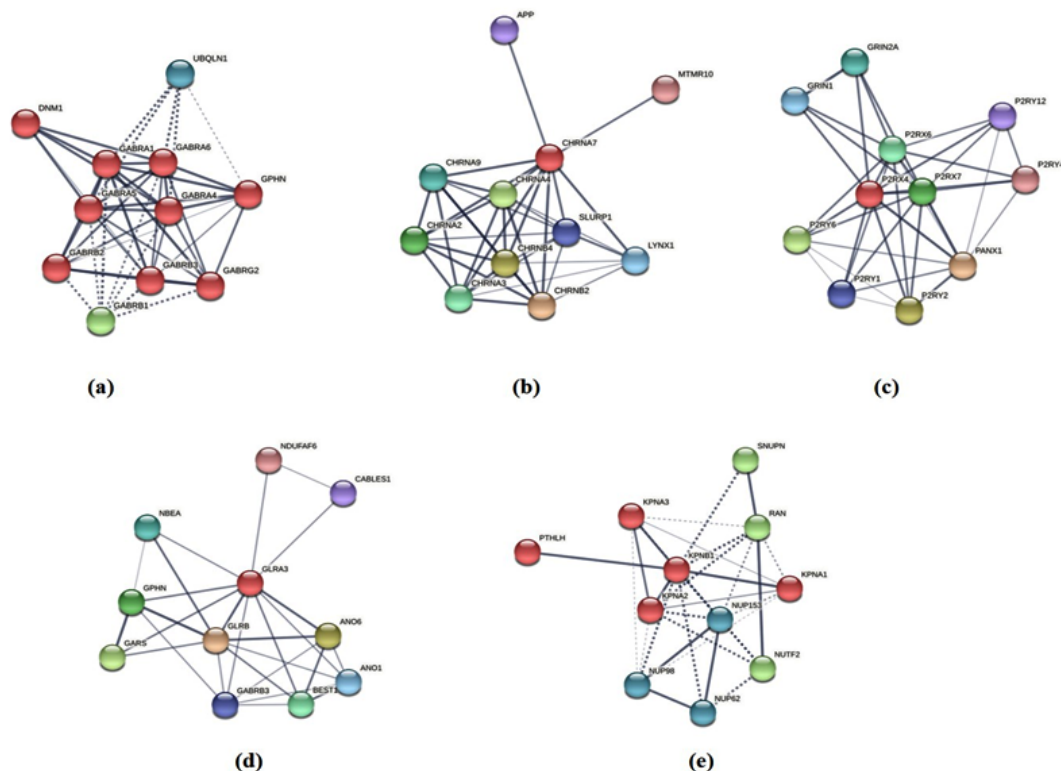 UBQLN1
DNM1
GABRA1
GABRA6
GPHN
GABRA5
GABRA4
GABRB2
GABRB3
GABRG2
GABRB1
(a)
APP
MTMR10
CHRNA7
CHRNA9
CHRNA4
SLURP1
CHRNA2
CHRNB4
LYNX1
CHRNA3
CHRNB2
(b)
GRIN2A
GRIN1
P2RY12
P2RX6
P2RX4
P2RX7
P2RY6
PANX1
P2RY1
P2RY2
(c)
NDUFAF6
CABLES1
NBEA
GLRA3
GPHN
GLRB
ANO6
GARS
ANO1
GABRB3
BEST1
(d)
SNUPN
KPNA3
RAN
PTHLH
KPNB1
KPNA1
KPNA2
NUP153
NUTF2
NUP98
NUP62
(e)